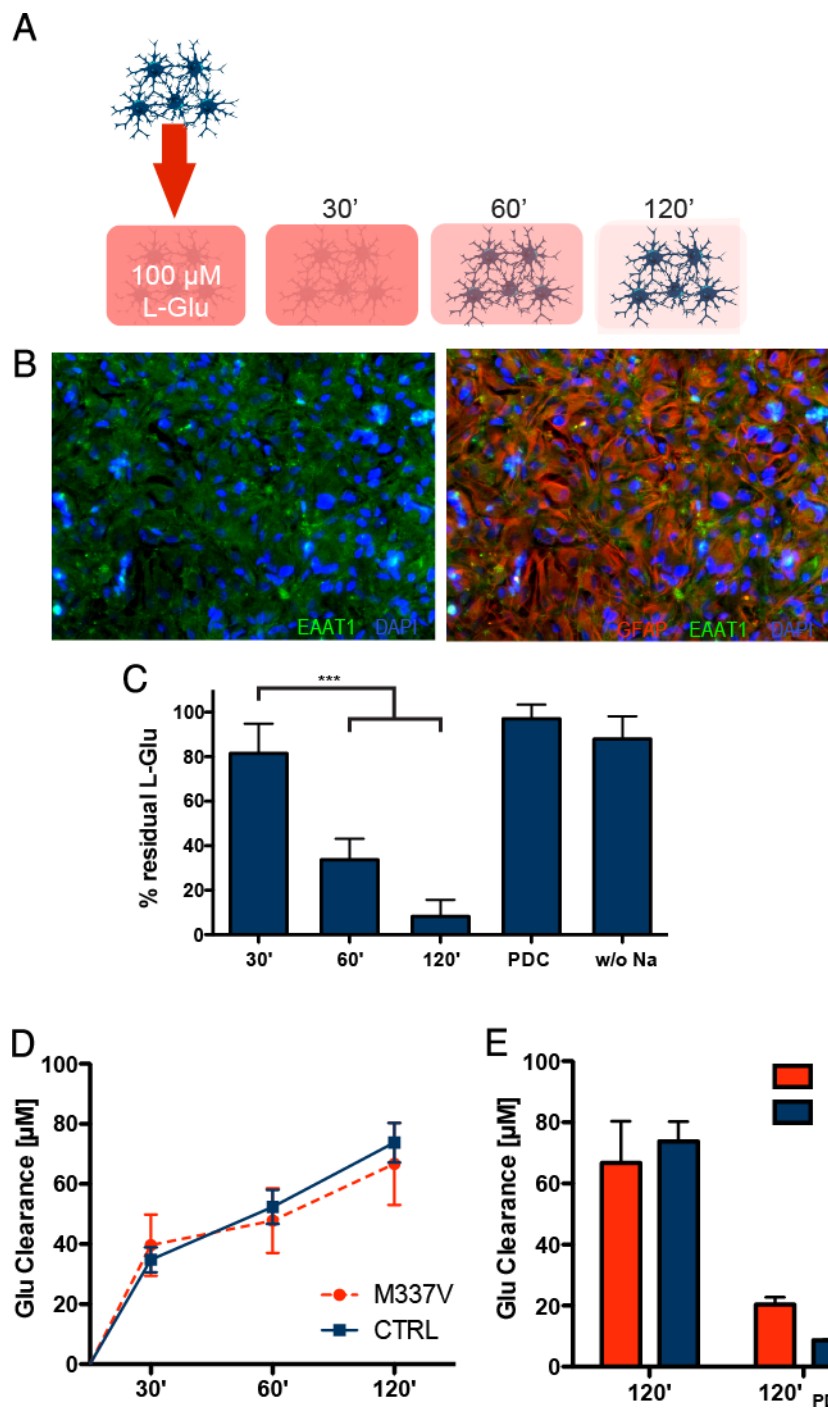 A
30’ 60’ 120’
100 µM
L-Glu
B
EAAT1 DAPI
GFAP EAAT1 DAPI
C
***
% residual L-Glu
100
80
60
40
20
0
30' 60' 120' PDC w/o Na
D
Glu Clearance [µM]
100
80
60
40
20
0
M337V
CTRL
30' 60' 120'
E
Glu Clearance [µM]
100
80
60
40
20
0
120' 120'